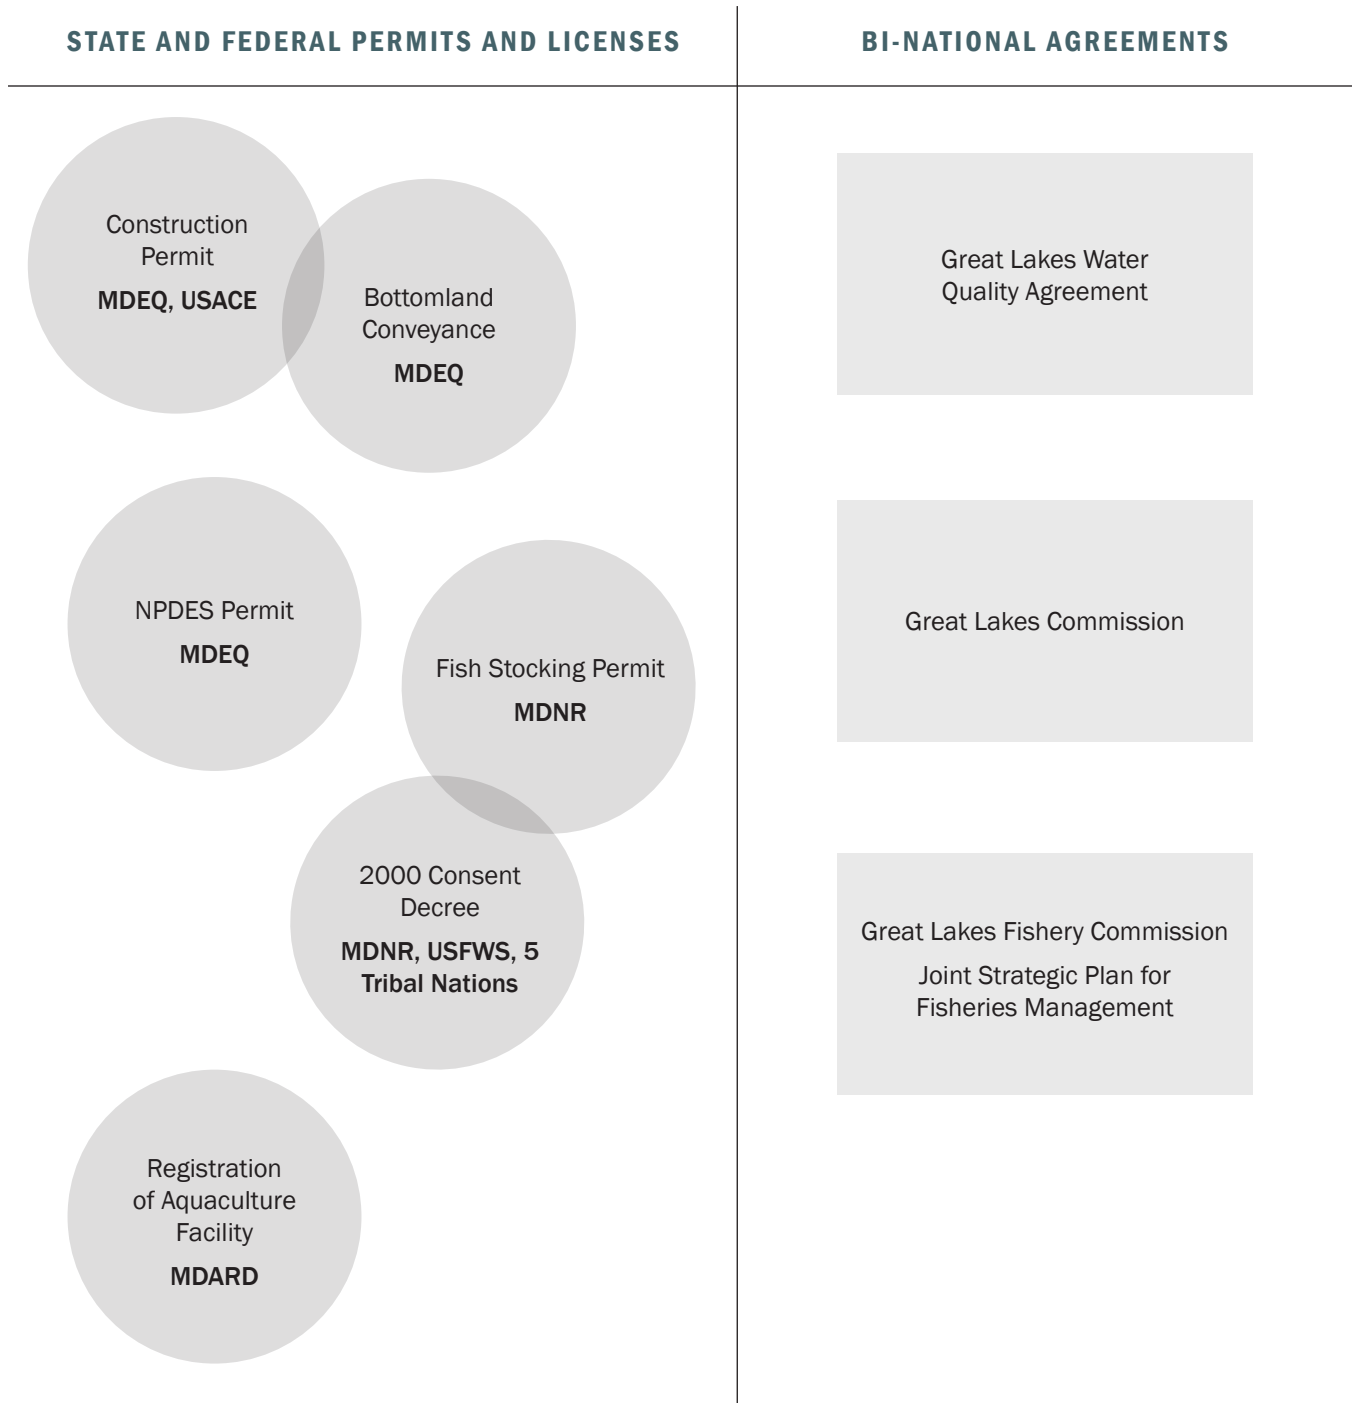 STATE AND FEDERAL PERMITS AND LICENSES
BI-NATIONAL AGREEMENTS
Construction
Permit
MDEQ, USACE
Bottomland
Conveyance
MDEQ
NPDES Permit
MDEQ
Fish Stocking Permit
MDNR
2000 Consent
Decree
MDNR, USFWS, 5
Tribal Nations
Registration
of Aquaculture
Facility
MDARD
Great Lakes Water
Quality Agreement
Great Lakes Commission
Great Lakes Fishery Commission
Joint Strategic Plan for
Fisheries Management